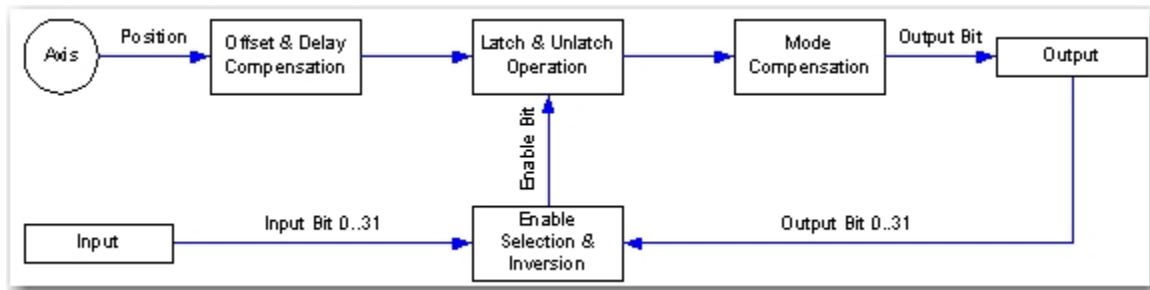 Axis
Position
Offset & Delay
Compensation
Latch & Unlatch
Operation
Mode
Compensation
Output Bit
Output
Enable Bit
Input
Input Bit 0..31
Enable
Selection &
Inversion
Output Bit 0..31